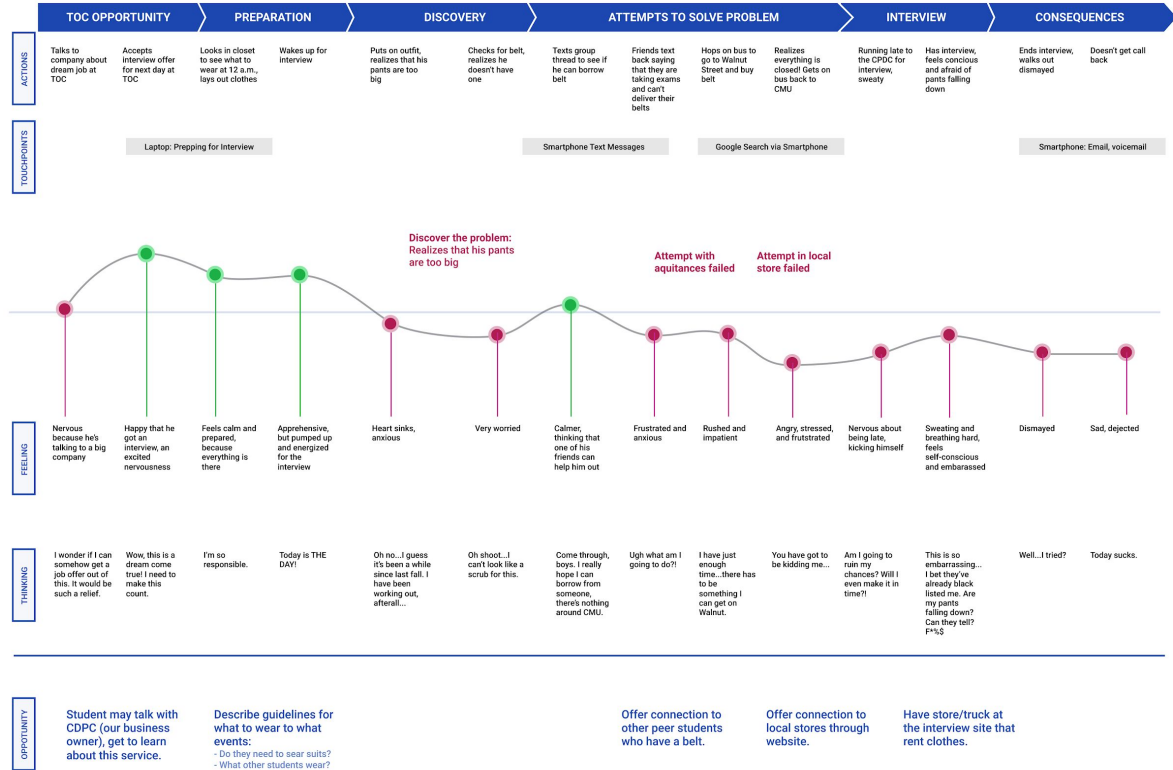 TOC OPPORTUNITY
PREPARATION
DISCOVERY
ATTEMPTS TO SOLVE PROBLEM
INTERVIEW
CONSEQUENCES
ACTIONS
Talks to
company about
dream job at
TOC
Accepts
interview offer
for next day at
TOC
Looks in closet
to see what to
wear at 12 a.m.,
lays out clothes
Wakes up for
interview
Puts on outfit,
realizes that his
pants are too
big
Checks for belt,
realizes he
doesn't have
one
Texts group
thread to see if
he can borrow
belt
Friends text
back saying that
they are
taking exams
and can't
deliver their
belts
Hops on bus to
go to Walnut
Street and buy
belt
Realizes
everything is
closed! Gets on
bus back to
CMU
Running late to
the CPDC for
interview,
sweaty
Has interview,
feels concious
and afraid of
pants falling
down
Ends interview,
walks out
dismayed
Doesn't get call
back
TOUCHPOINTS
Laptop: Prepping for Interview
Smartphone Text Messages
Google Search via Smartphone
Smartphone: Email, voicemail
Discover the problem:
Realizes that his pants
are too big
Attempt with
aquitances failed
Attempt in local
store failed
FEELING
Nervous
because he's
talking to a big
company
Happy that he
got an
interview, an
excited
nervousness
Feels calm and
prepared,
because
everything is
there
Apprehensive,
but pumped up
and energized
for the
interview
Heart sinks,
anxious
Very worried
Calmer,
thinking that
one of his
friends can
help him out
Frustrated and
anxious
Rushed and
impatient
Angry, stressed,
and frutstrated
Nervous about
being late,
kicking himself
Sweating and
breathing hard,
feels
self-conscious
and embarassed
Dismayed
Sad, dejected
THINKING
I wonder if I can
somehow get a
job offer out of
this. It would be
such a relief.
Wow, this is a
dream come
true! I need to
make this
count.
I'm so
responsible.
Today is THE
DAY!
Oh no...I guess
it's been a while
since last fall. I
have been
working out,
afterall...
Oh shoot...I
can't look like a
scrub for this.
Come through,
boys. I really
hope I can
borrow from
someone,
there's nothing
around CMU.
Ugh what am I
going to do?!
I have just
enough
time...there has
to be
something I
can get on
Walnut.
You have got to
be kidding me...
Am I going to
ruin my
chances? Will I
even make it in
time?!
This is so
embarrassing...
I bet they've
already black
listed me. Are
my pants
falling down?
Can they tell?
F*%$
Well...I tried?
Today sucks.
OPPOTUNITY
Student may talk with
CDPC (our business
owner), get to learn
about this service.
Describe guidelines for
what to wear to what
events:
- Do they need to sear suits?
- What other students wear?
Offer connection to
other peer students
who have a belt.
Offer connection to
local stores through
website.
Have store/truck at
the interview site that
rent clothes.